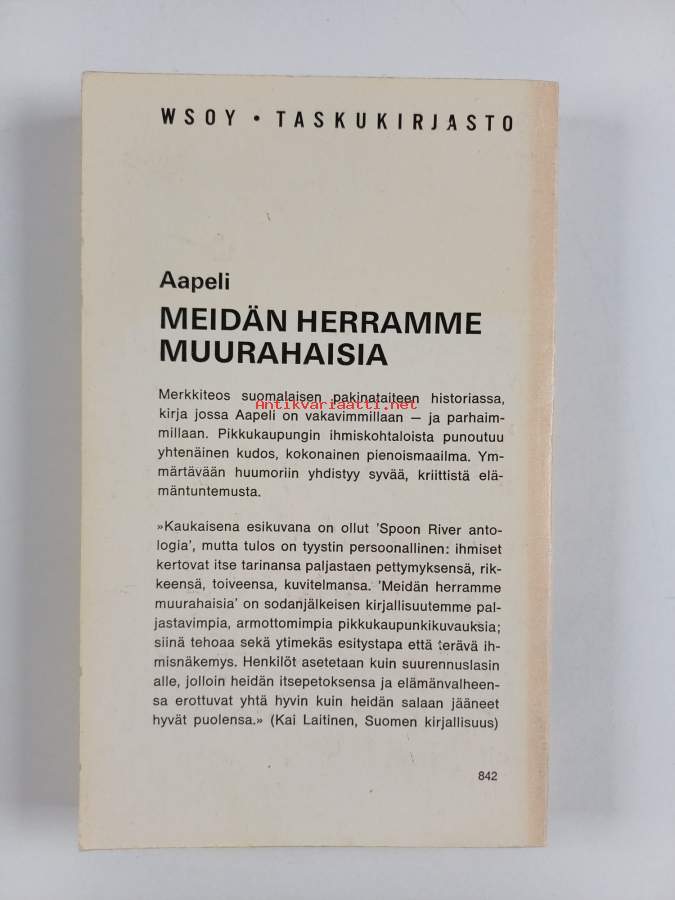 WSOY • TASKUKIRJASTO
Aapeli
MEIDÄN HERRAMME
MUURAHAISIA
Merkkiteos suomalaisen pakinataiteen historiassa,
Antikvariaatti.net
kirja jossa Aapeli on vakavimmillaan — ja parhaim-
millaan. Pikkukaupungin ihmiskohtaloista punoutuu
yhtenäinen kudos, kokonainen pienoismaailma. Ym-
märtävään huumoriin yhdistyy syvää, kriittistä elä-
mäntuntemusta.
»Kaukaisena esikuvana on ollut 'Spoon River anto-
logia', mutta tulos on tyystin persoonallinen: ihmiset
kertovat itse tarinansa paljastaen pettymyksensä, rik-
keensä, toiveensa, kuvitelmansa. 'Meidän herramme
muurahaisia' on sodanjälkeisen kirjallisuutemme pal-
jastavimpia, armottomimpia pikkukaupunkikuvauksia;
siinä tehoaa sekä ytimekäs esitystapa että terävä ih-
misnäkemys. Henkilöt asetetaan kuin suurennuslasin
alle, jolloin heidän itsepetoksensa ja elämänvalheen-
sa erottuvat yhtä hyvin kuin heidän salaan jääneet
hyvät puolensa.» (Kai Laitinen, Suomen kirjallisuus)
842